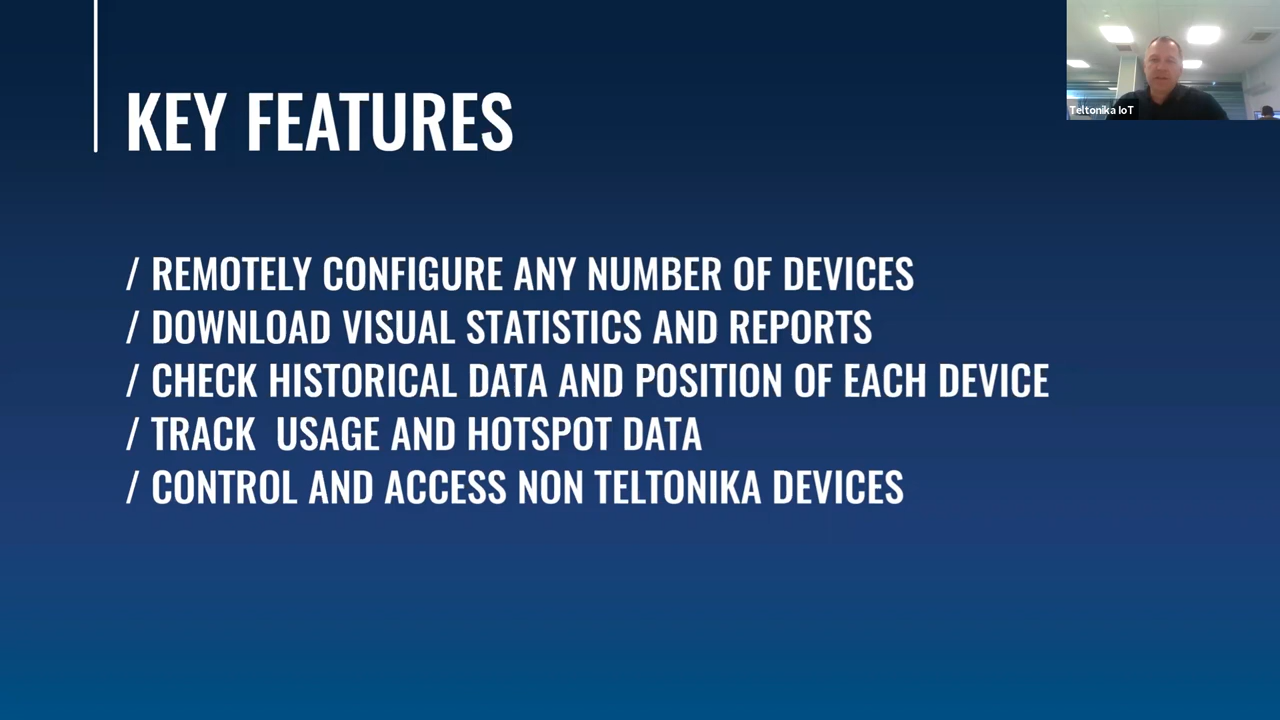 KEY FEATURES
Teltonika IoT
/ REMOTELY CONFIGURE ANY NUMBER OF DEVICES
/ DOWNLOAD VISUAL STATISTICS AND REPORTS
/ CHECK HISTORICAL DATA AND POSITION OF EACH DEVICE
/ TRACK  USAGE AND HOTSPOT DATA
/ CONTROL AND ACCESS NON TELTONIKA DEVICES